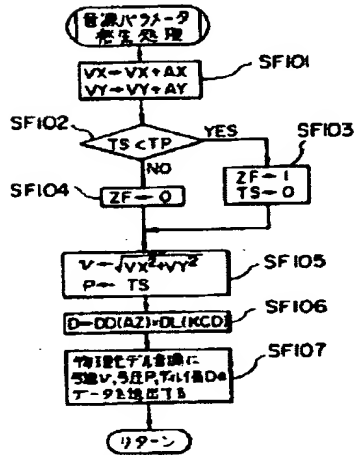 音源パラメータ
発生処理
VX←VX+AX
VY←VY+AY
SF101
SF102
TS<TP
YES
SF103
NO
ZF←1
TS←0
SF104
ZF←0
v←√VX²+VY²
P←TS
SF105
SF106
D←DD(AZ)*DL(KCD)
物理モデル音源に
弓速V,弓圧P,ディレイ長Dの
データを送出する
SF107
リターン